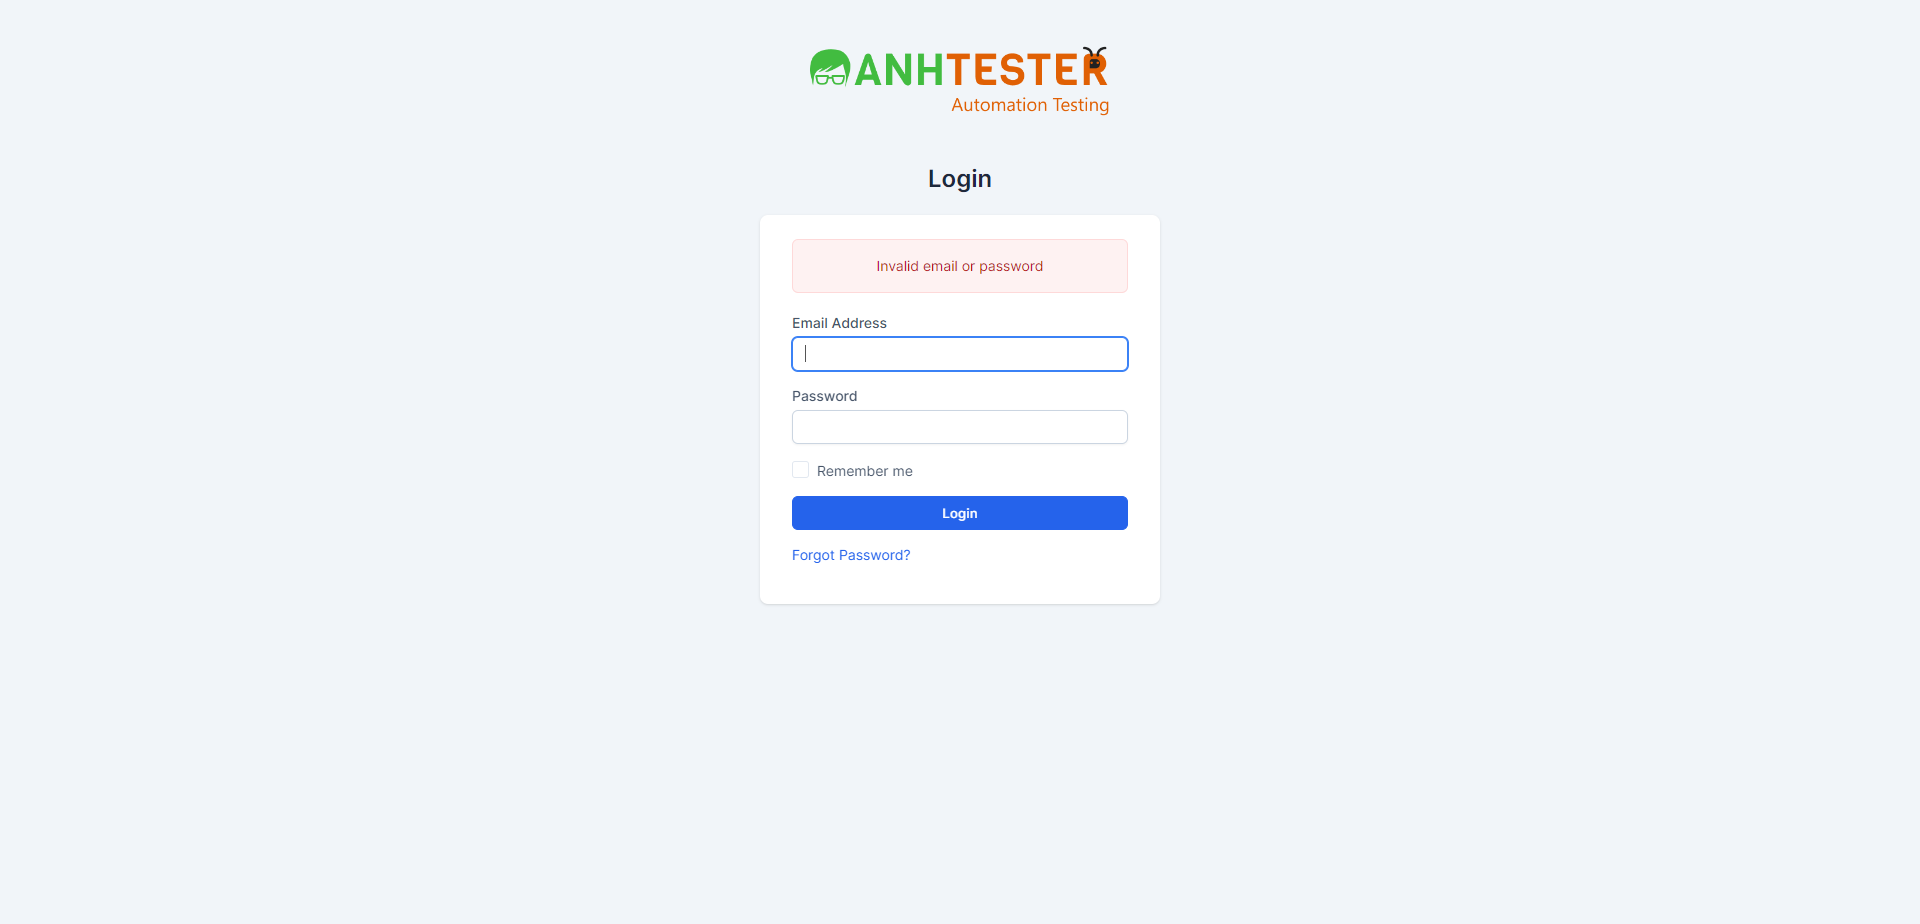 ANHTESTER
Automation Testing
Login
Invalid email or password
Email Address
Password
Remember me
Login
Forgot Password?